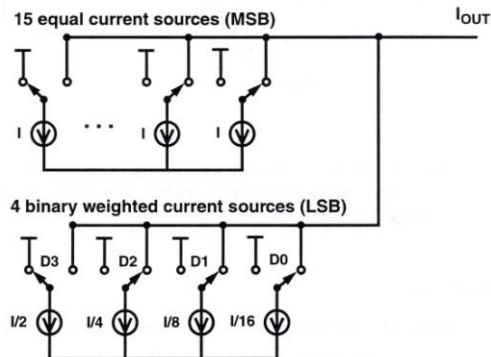 15 equal current sources (MSB)
I_OUT
I ... I I
4 binary weighted current sources (LSB)
D3 D2 D1 D0
I/2 I/4 I/8 I/16